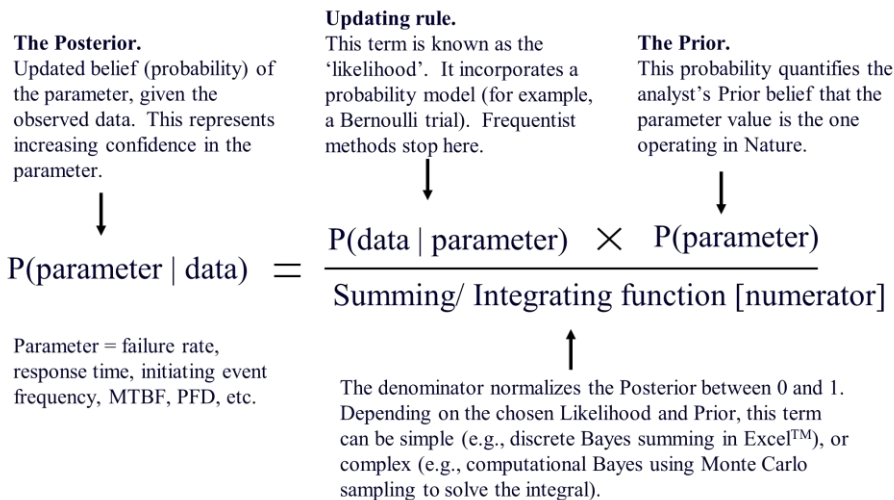 The Posterior.
Updated belief (probability) of
the parameter, given the
observed data. This represents
increasing confidence in the
parameter.
Updating rule.
This term is known as the
‘likelihood’. It incorporates a
probability model (for example,
a Bernoulli trial). Frequentist
methods stop here.
The Prior.
This probability quantifies the
analyst’s Prior belief that the
parameter value is the one
operating in Nature.
P(parameter | data) =
P(data | parameter) × P(parameter)
Summing/ Integrating function [numerator]
Parameter = failure rate,
response time, initiating event
frequency, MTBF, PFD, etc.
The denominator normalizes the Posterior between 0 and 1.
Depending on the chosen Likelihood and Prior, this term
can be simple (e.g., discrete Bayes summing in Excel™), or
complex (e.g., computational Bayes using Monte Carlo
sampling to solve the integral).